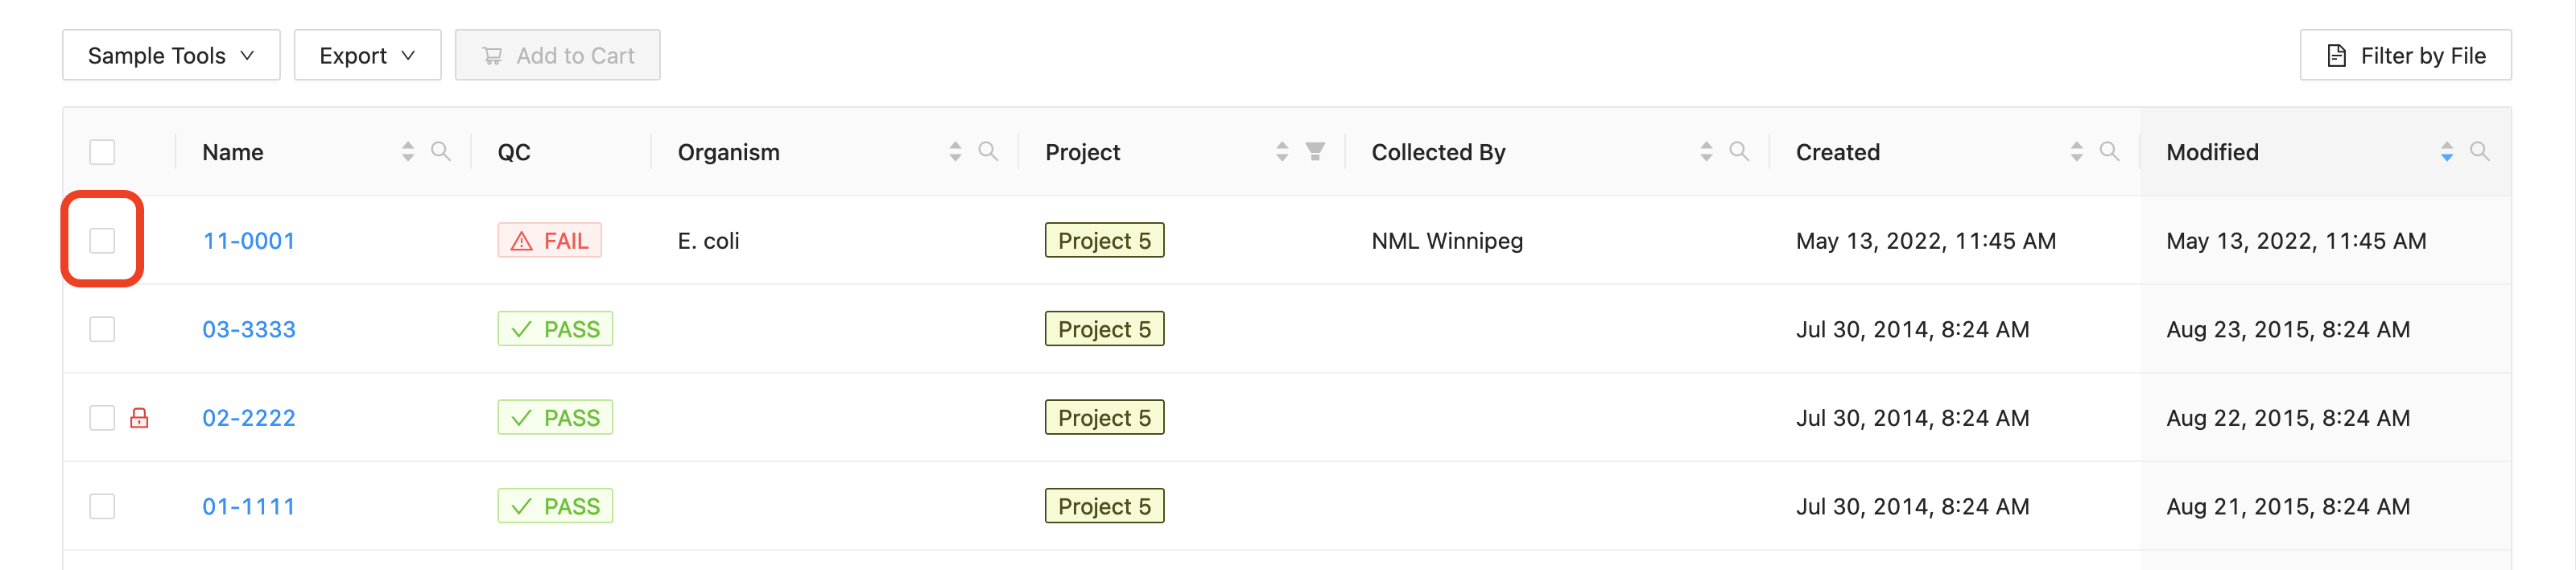 Sample Tools Export Add to Cart Filter by File
Name QC Organism Project Collected By Created Modified
11-0001 FAIL E. coli Project 5 NML Winnipeg May 13, 2022, 11:45 AM May 13, 2022, 11:45 AM
03-3333 PASS Project 5 Jul 30, 2014, 8:24 AM Aug 23, 2015, 8:24 AM
02-2222 PASS Project 5 Jul 30, 2014, 8:24 AM Aug 22, 2015, 8:24 AM
01-1111 PASS Project 5 Jul 30, 2014, 8:24 AM Aug 21, 2015, 8:24 AM